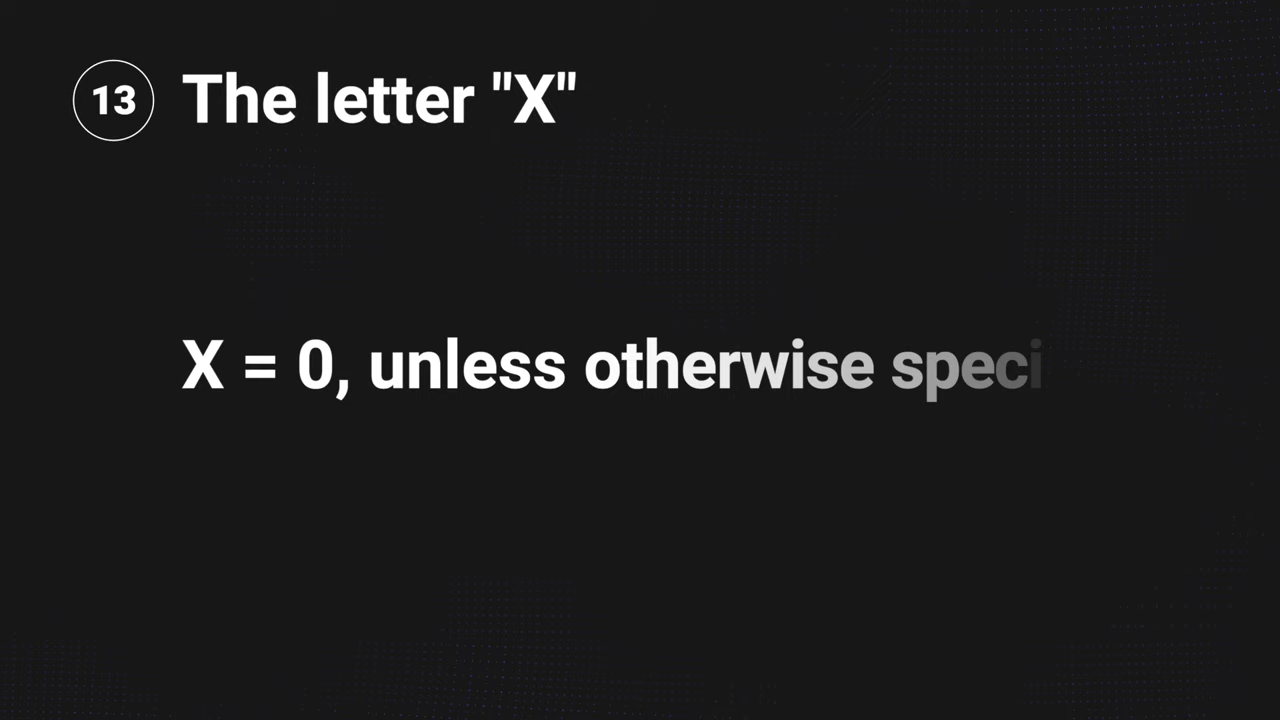 13 The letter "X"
X = 0, unless otherwise speci